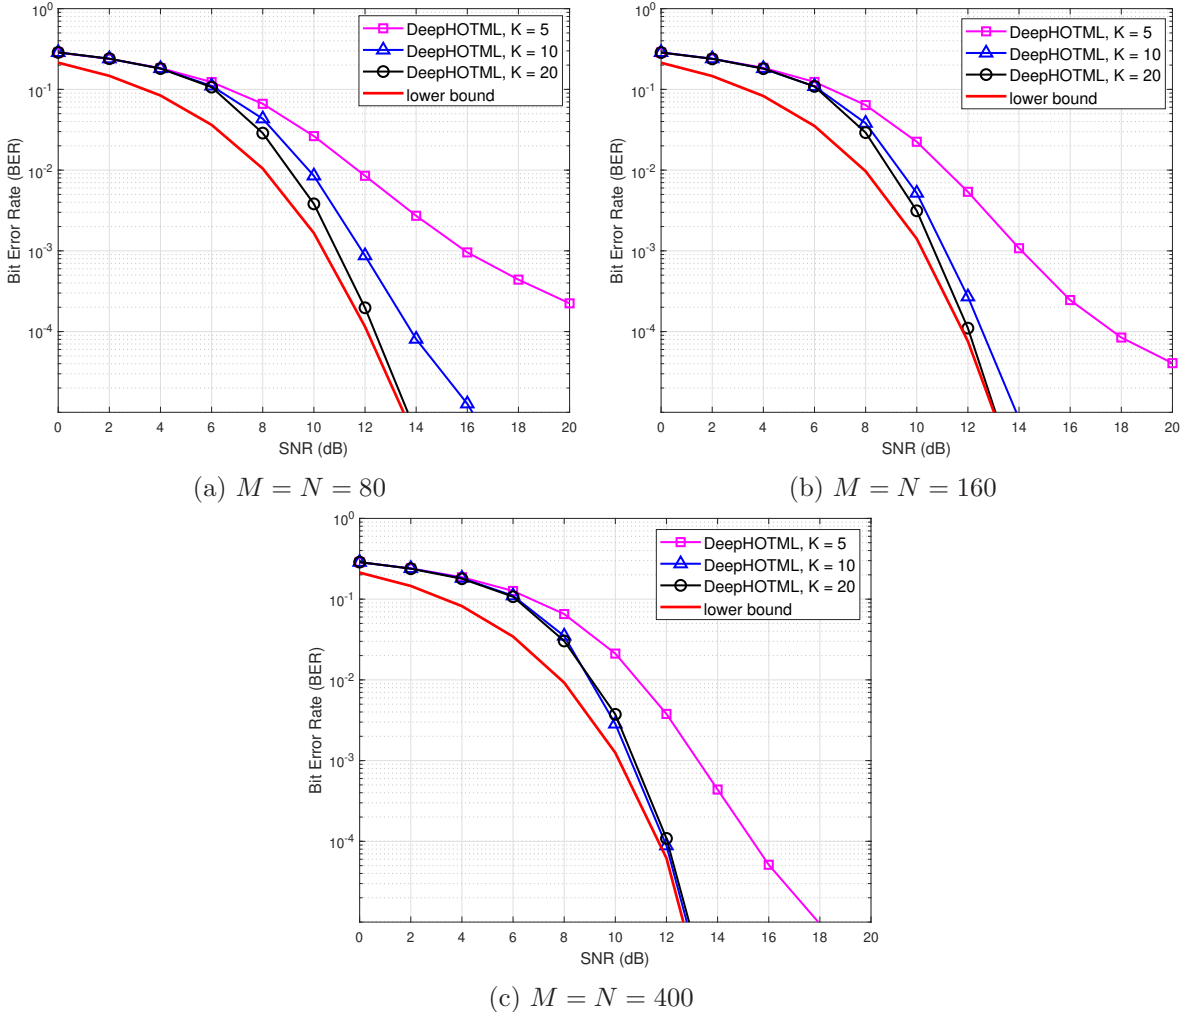 DeepHOTML, K = 5
DeepHOTML, K = 10
DeepHOTML, K = 20
lower bound
Bit Error Rate (BER)
10^0
10^-1
10^-2
10^-3
10^-4
0 2 4 6 8 10 12 14 16 18 20
SNR (dB)
(a) M = N = 80
DeepHOTML, K = 5
DeepHOTML, K = 10
DeepHOTML, K = 20
lower bound
Bit Error Rate (BER)
10^0
10^-1
10^-2
10^-3
10^-4
0 2 4 6 8 10 12 14 16 18 20
SNR (dB)
(b) M = N = 160
DeepHOTML, K = 5
DeepHOTML, K = 10
DeepHOTML, K = 20
lower bound
Bit Error Rate (BER)
10^0
10^-1
10^-2
10^-3
10^-4
0 2 4 6 8 10 12 14 16 18 20
SNR (dB)
(c) M = N = 400